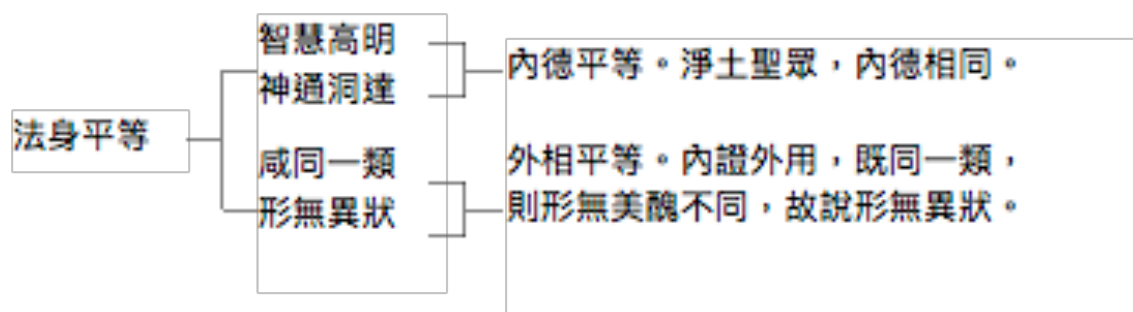 法身平等
智慧高明
神通洞達
咸同一類
形無異狀
內德平等。淨土聖眾，內德相同。
外相平等。內證外用，既同一類，
則形無美醜不同，故說形無異狀。